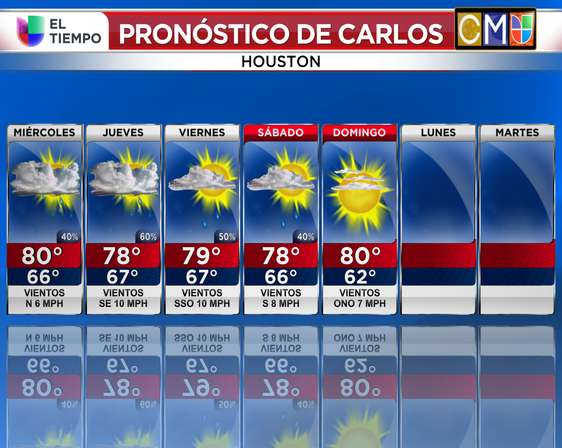 EL
TIEMPO
PRONÓSTICO DE CARLOS
CMU
HOUSTON
MIÉRCOLES
40%
80°
66°
VIENTOS
N 6 MPH
JUEVES
60%
78°
67°
VIENTOS
SE 10 MPH
VIERNES
50%
79°
67°
VIENTOS
SSO 10 MPH
SÁBADO
40%
78°
66°
VIENTOS
S 8 MPH
DOMINGO
80°
62°
VIENTOS
ONO 7 MPH
LUNES
MARTES